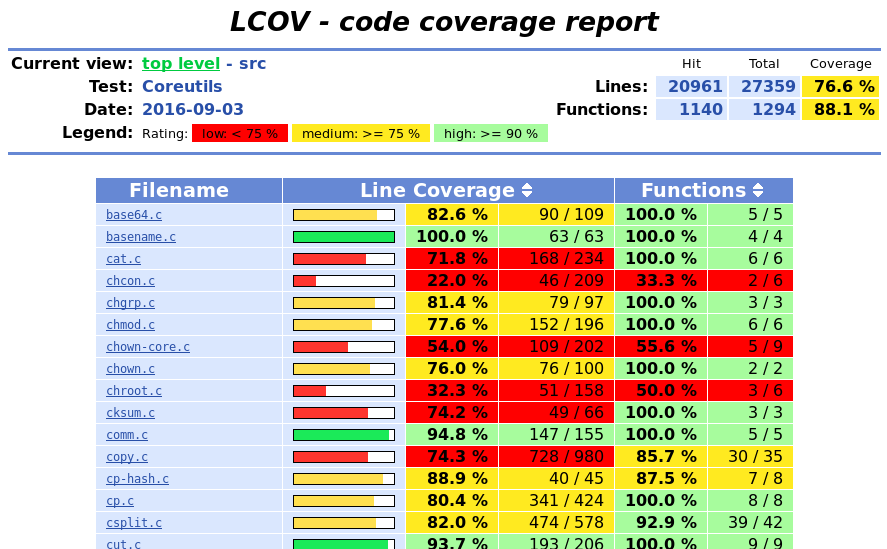 LCOV - code coverage report
Current view: top level - src Hit Total Coverage
Test: Coreutils Lines: 20961 27359 76.6 %
Date: 2016-09-03 Functions: 1140 1294 88.1 %
Legend: Rating: low: < 75 % medium: >= 75 % high: >= 90 %
Filename Line Coverage Functions
base64.c 82.6 % 90 / 109 100.0 % 5 / 5
basename.c 100.0 % 63 / 63 100.0 % 4 / 4
cat.c 71.8 % 168 / 234 100.0 % 6 / 6
chcon.c 22.0 % 46 / 209 33.3 % 2 / 6
chgrp.c 81.4 % 79 / 97 100.0 % 3 / 3
chmod.c 77.6 % 152 / 196 100.0 % 6 / 6
chown-core.c 54.0 % 109 / 202 55.6 % 5 / 9
chown.c 76.0 % 76 / 100 100.0 % 2 / 2
chroot.c 32.3 % 51 / 158 50.0 % 3 / 6
cksum.c 74.2 % 49 / 66 100.0 % 3 / 3
comm.c 94.8 % 147 / 155 100.0 % 5 / 5
copy.c 74.3 % 728 / 980 85.7 % 30 / 35
cp-hash.c 88.9 % 40 / 45 87.5 % 7 / 8
cp.c 80.4 % 341 / 424 100.0 % 8 / 8
csplit.c 82.0 % 474 / 578 92.9 % 39 / 42
cut.c 93.7 % 193 / 206 100.0 % 9 / 9